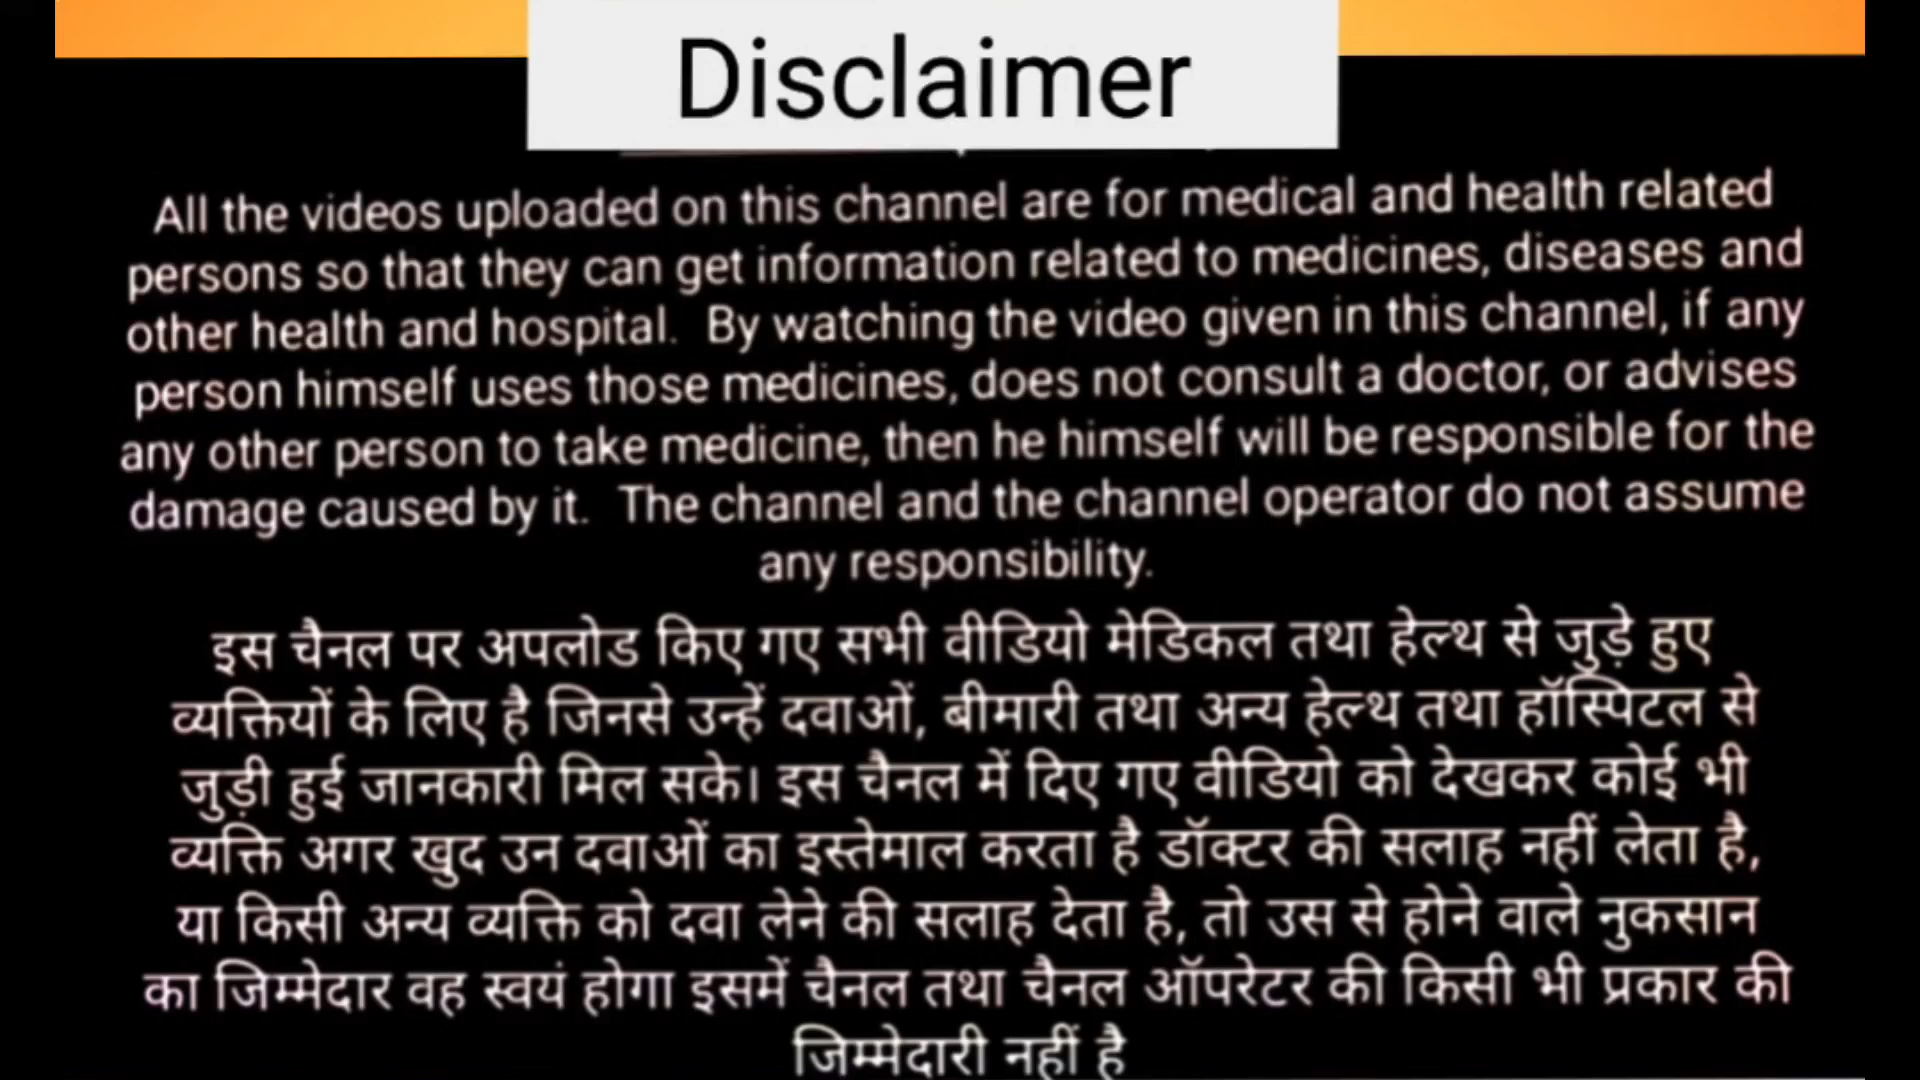 Disclaimer
All the videos uploaded on this channel are for medical and health related
persons so that they can get information related to medicines, diseases and
other health and hospital. By watching the video given in this channel, if any
person himself uses those medicines, does not consult a doctor, or advises
any other person to take medicine, then he himself will be responsible for the
damage caused by it. The channel and the channel operator do not assume
any responsibility.
इस चैनल पर अपलोड किए गए सभी वीडियो मेडिकल तथा हेल्थ से जुड़े हुए
व्यक्तियों के लिए है जिनसे उन्हें दवाओं, बीमारी तथा अन्य हेल्थ तथा हॉस्पिटल से
जुड़ी हुई जानकारी मिल सके। इस चैनल में दिए गए वीडियो को देखकर कोई भी
व्यक्ति अगर खुद उन दवाओं का इस्तेमाल करता है डॉक्टर की सलाह नहीं लेता है,
या किसी अन्य व्यक्ति को दवा लेने की सलाह देता है, तो उस से होने वाले नुकसान
का जिम्मेदार वह स्वयं होगा इसमें चैनल तथा चैनल ऑपरेटर की किसी भी प्रकार की
जिम्मेदारी नहीं है